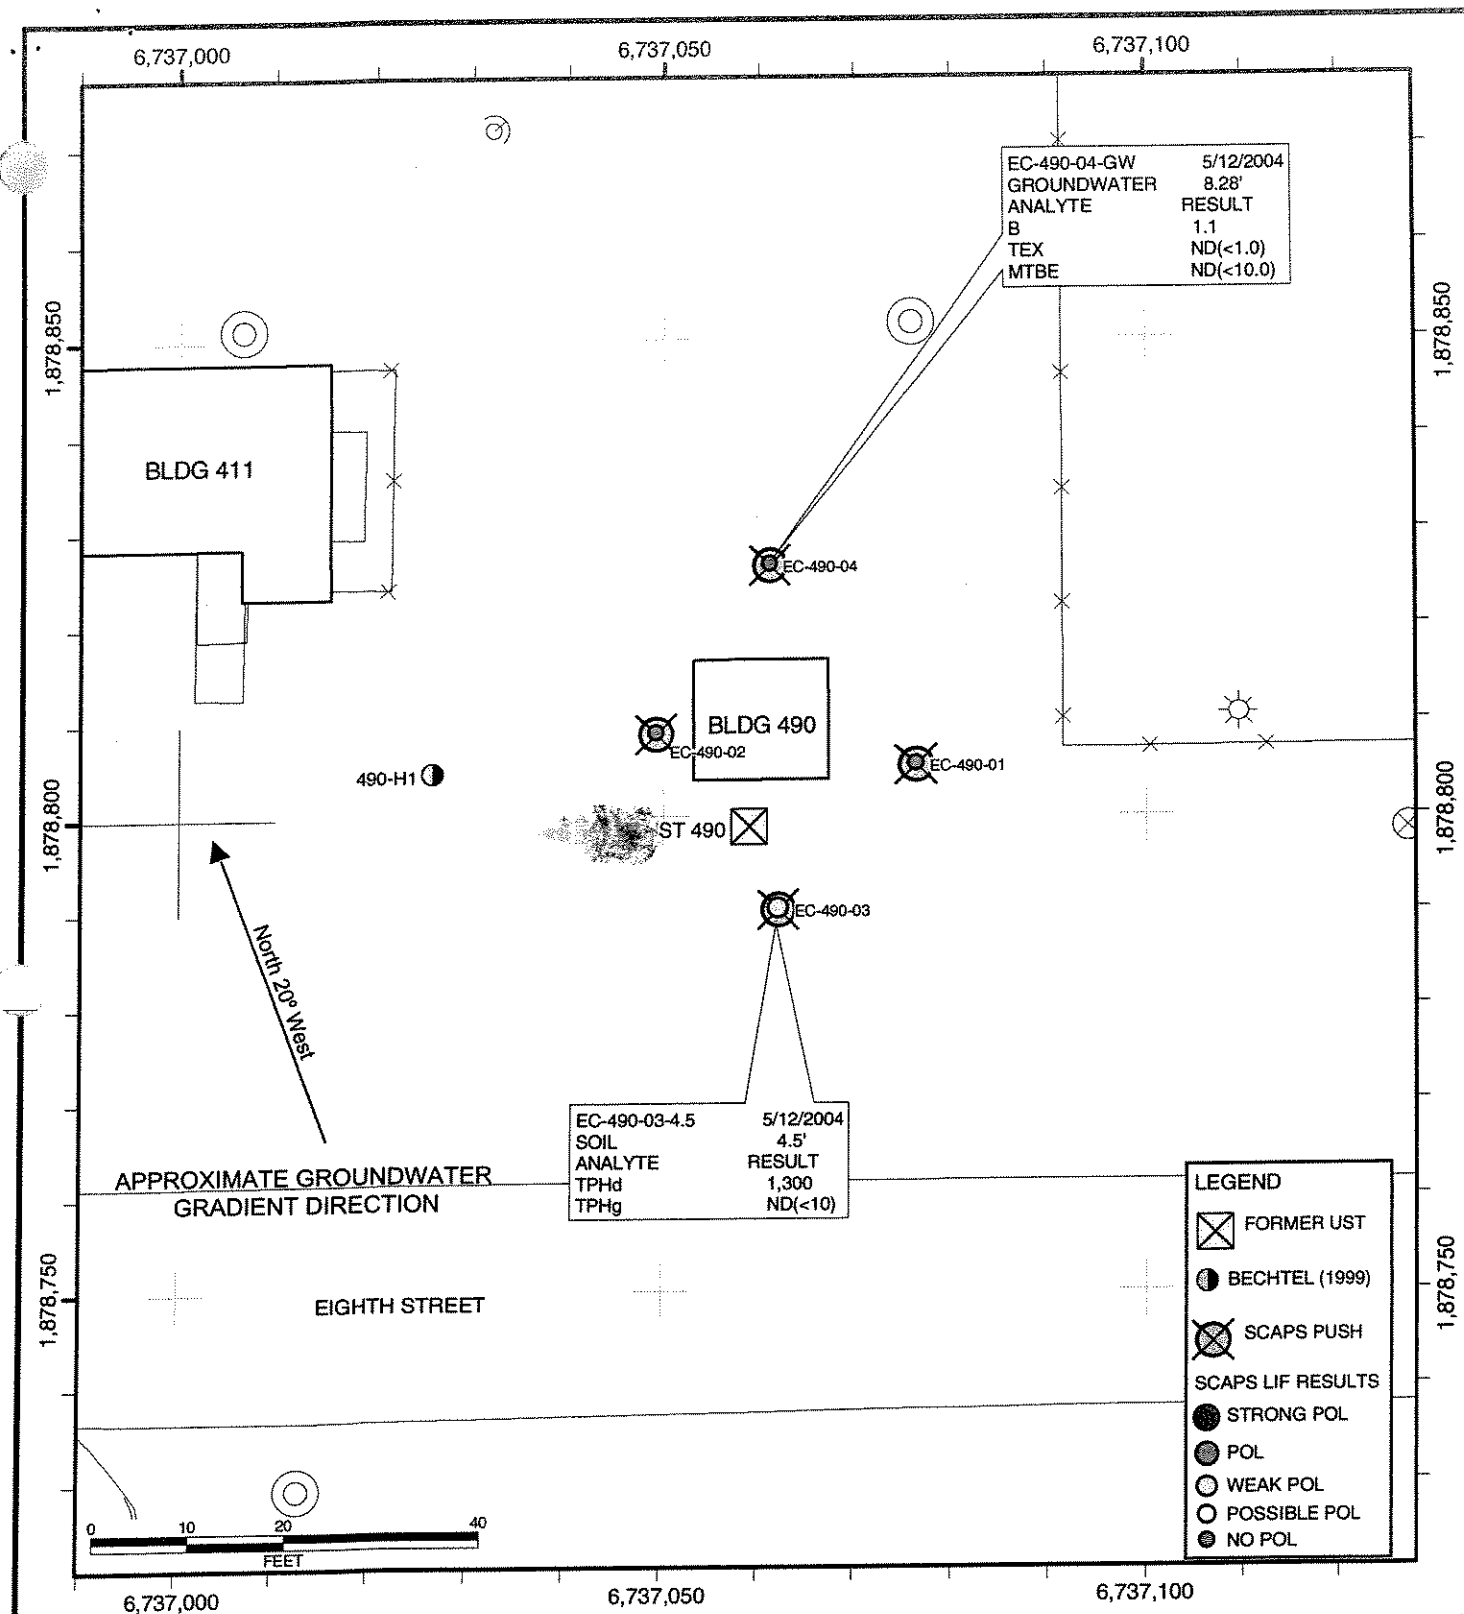 6,737,000
6,737,050
6,737,100
EC-490-04-GW 5/12/2004
GROUNDWATER 8.28'
ANALYTE RESULT
B 1.1
TEX ND(<1.0)
MTBE ND(<10.0)
1,878,850
1,878,850
BLDG 411
EC-490-04
BLDG 490
EC-490-02
EC-490-01
490-H1
1,878,800
1,878,800
ST 490
EC-490-03
North 20° West
EC-490-03-4.5 5/12/2004
SOIL 4.5'
ANALYTE RESULT
TPHd 1,300
TPHg ND(<10)
APPROXIMATE GROUNDWATER
GRADIENT DIRECTION
LEGEND
FORMER UST
BECHTEL (1999)
SCAPS PUSH
SCAPS LIF RESULTS
STRONG POL
POL
WEAK POL
POSSIBLE POL
NO POL
1,878,750
1,878,750
EIGHTH STREET
0 10 20 40
FEET
6,737,000
6,737,050
6,737,100